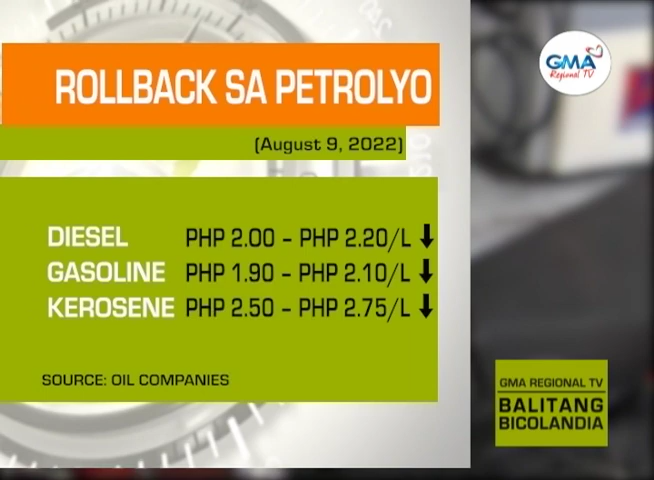 ROLLBACK SA PETROLYO
(August 9, 2022)
DIESEL PHP 2.00 - PHP 2.20/L
GASOLINE PHP 1.90 - PHP 2.10/L
KEROSENE PHP 2.50 - PHP 2.75/L
SOURCE: OIL COMPANIES
GMA
Regional TV
GMA REGIONAL TV
BALITANG
BICOLANDIA